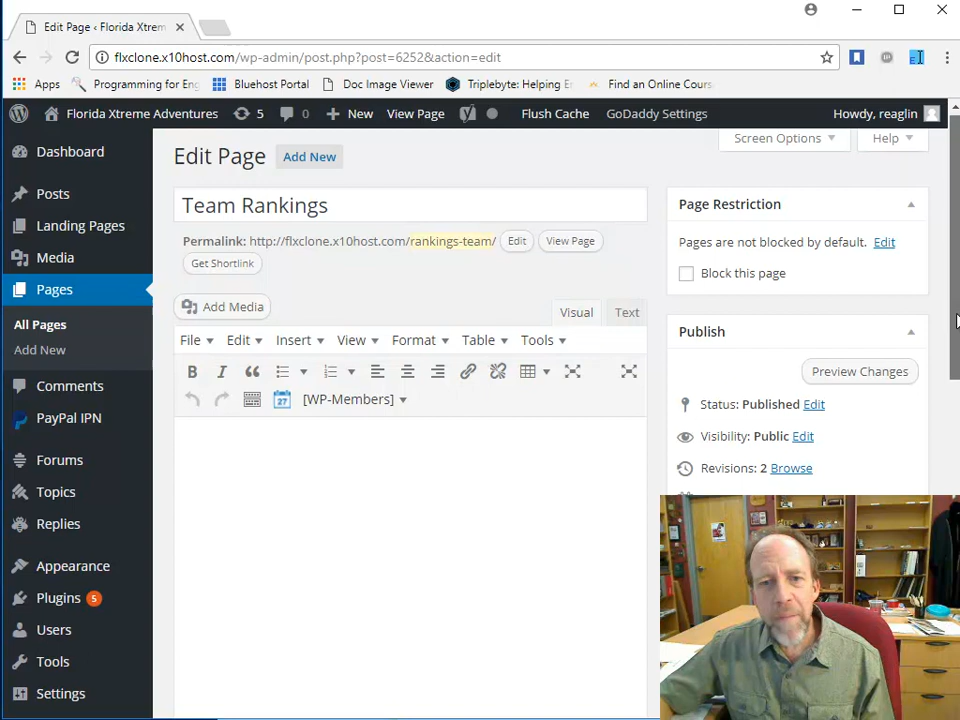 Edit Page ‹ Florida Xtrem
flxclone.x10host.com/wp-admin/post.php?post=6252&action=edit
Apps Programming for Eng Bluehost Portal Doc Image Viewer Triplebyte: Helping E Find an Online Cours
Florida Xtreme Adventures 5 0 New View Page Flush Cache GoDaddy Settings Howdy, reaglin
Dashboard
Posts
Landing Pages
Media
Pages
All Pages
Add New
Comments
PayPal IPN
Forums
Topics
Replies
Appearance
Plugins 5
Users
Tools
Settings
Screen Options Help
Edit Page Add New
Team Rankings
Permalink: http://flxclone.x10host.com/rankings-team/ Edit View Page
Get Shortlink
Add Media
Visual Text
File Edit Insert View Format Table Tools
B I
27 [WP-Members]
Page Restriction
Pages are not blocked by default. Edit
Block this page
Publish
Preview Changes
Status: Published Edit
Visibility: Public Edit
Revisions: 2 Browse